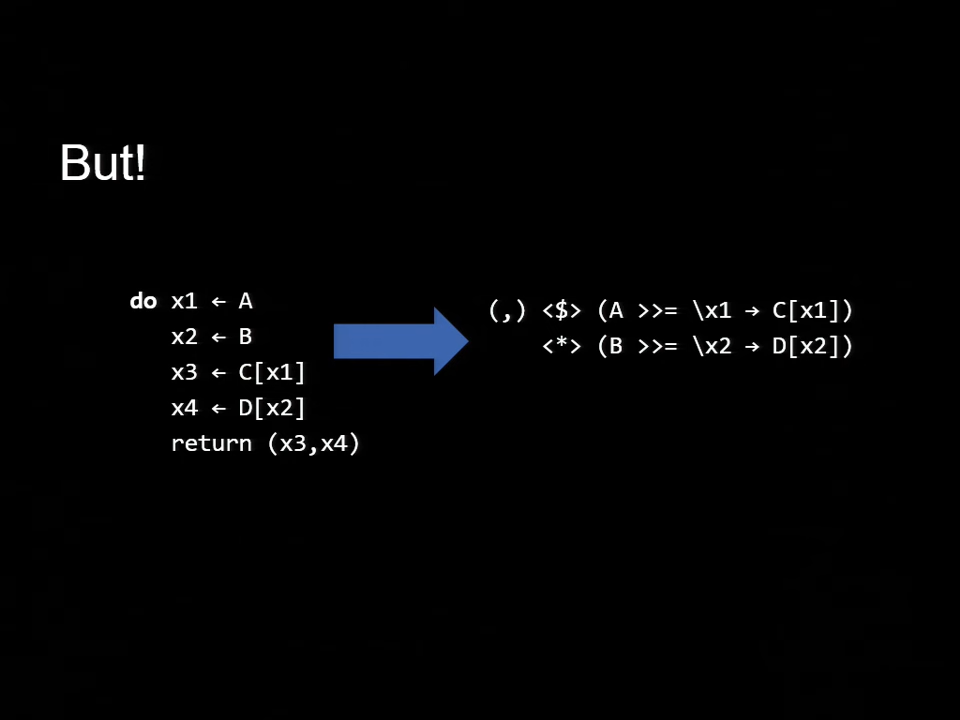 But!
do x1 ← A
x2 ← B
x3 ← C[x1]
x4 ← D[x2]
return (x3,x4)
(,) <$> (A >>= \x1 → C[x1])
<*> (B >>= \x2 → D[x2])